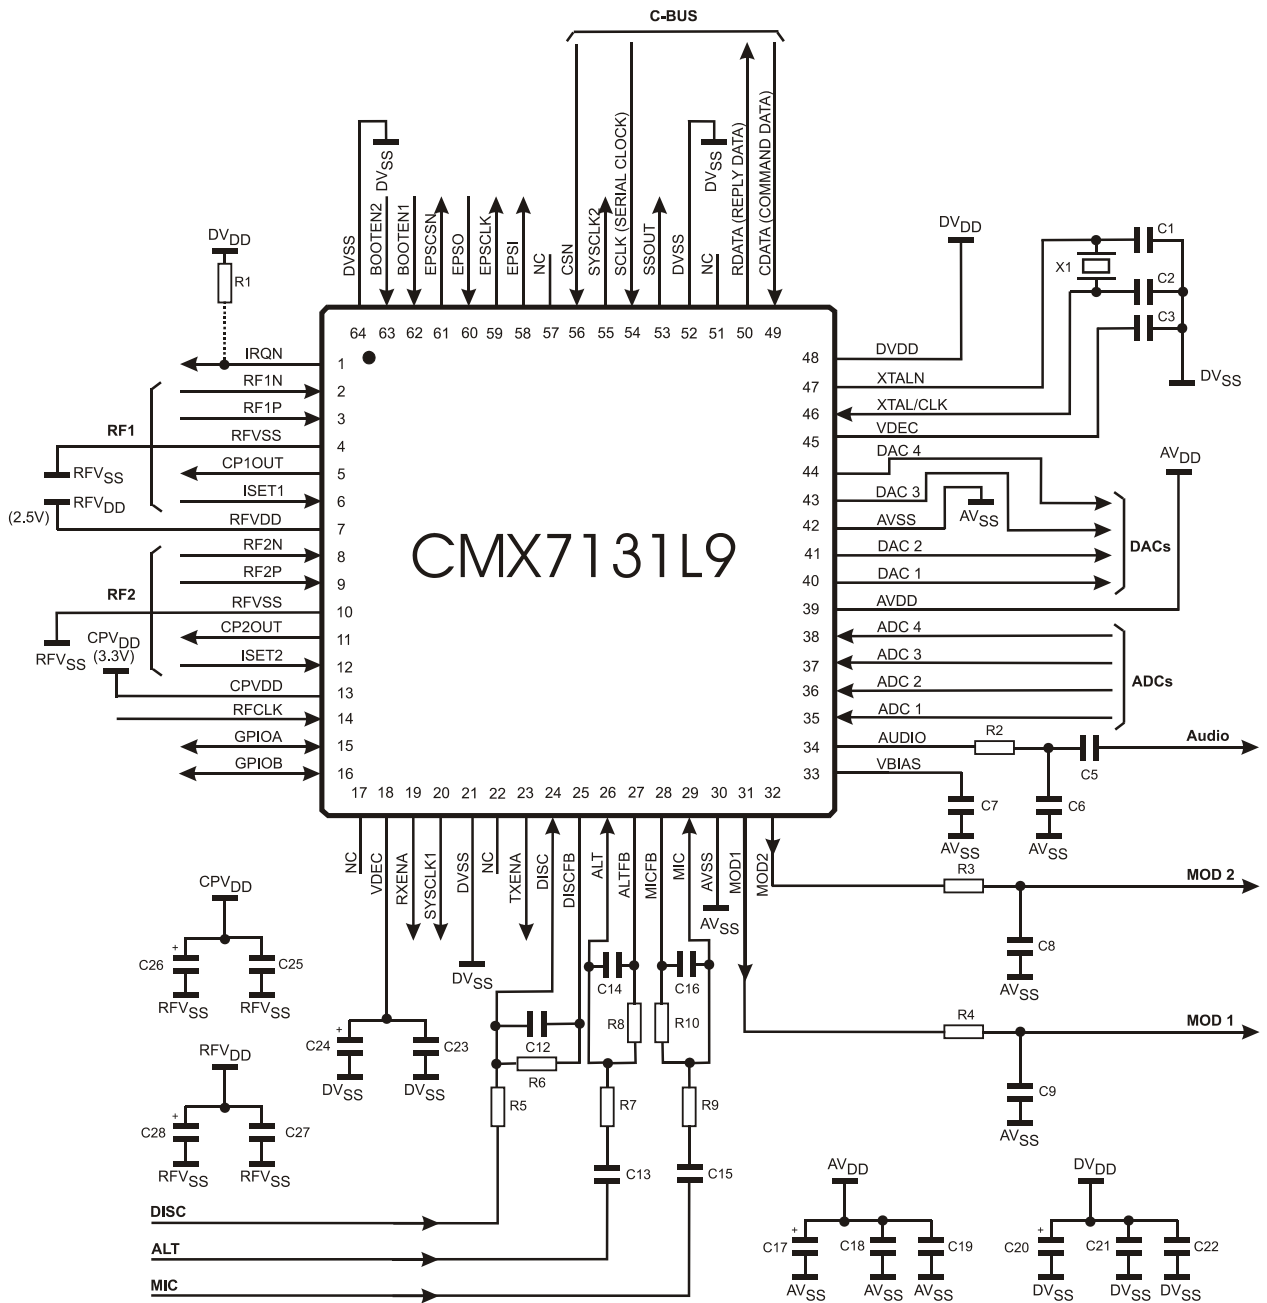 C-BUS
DVSS
BOOTEN2
BOOTEN1
EPSCSN
EPSO
EPSCLK
EPSI
NC
CSN
SYSCLK2
SCLK (SERIAL CLOCK)
SSOUT
DVSS
NC
RDATA (REPLY DATA)
CDATA (COMMAND DATA)
DVSS
DVSS
64 63 62 61 60 59 58 57 56 55 54 53 52 51 50 49
DVDD
R1
IRQN 1
RF1N 2
RF1P 3
RF1
RFVSS 4
RFVSS
CP1OUT 5
RFVDD
(2.5V)
ISET1 6
RFVDD 7
RF2N 8
RF2P 9
RF2
RFVSS 10
RFVSS
CP2OUT 11
CPVDD
(3.3V)
ISET2 12
CPVDD 13
RFCLK 14
GPIOA 15
GPIOB 16
CMX7131L9
DVDD
X1
C1
C2
C3
DVSS
48 DVDD
47 XTALN
46 XTAL/CLK
45 VDEC
44 DAC 4
43 DAC 3
42 AVSS
AVSS
AVDD
41 DAC 2
DACs
40 DAC 1
39 AVDD
38 ADC 4
37 ADC 3
36 ADC 2
ADCs
35 ADC 1
34 AUDIO
R2
C5
Audio
33 VBIAS
C7
C6
AVSS
AVSS
17 18 19 20 21 22 23 24 25 26 27 28 29 30 31 32
NC
VDEC
RXENA
SYSCLK1
DVSS
NC
TXENA
DISC
DISCFB
ALT
ALTFB
MICFB
MIC
AVSS
MOD1
MOD2
AVSS
DVSS
R3
MOD 2
C8
AVSS
R4
MOD 1
C9
AVSS
CPVDD
+
C26
C25
RFVSS
RFVSS
+
C24
C23
DVSS
DVSS
C12
R6
R5
C14
R8
R7
C13
C16
R10
R9
C15
RFVDD
+
C28
C27
RFVSS
RFVSS
DISC
ALT
MIC
AVDD
+
C17
C18
C19
AVSS
AVSS
AVSS
DVDD
+
C20
C21
C22
DVSS
DVSS
DVSS